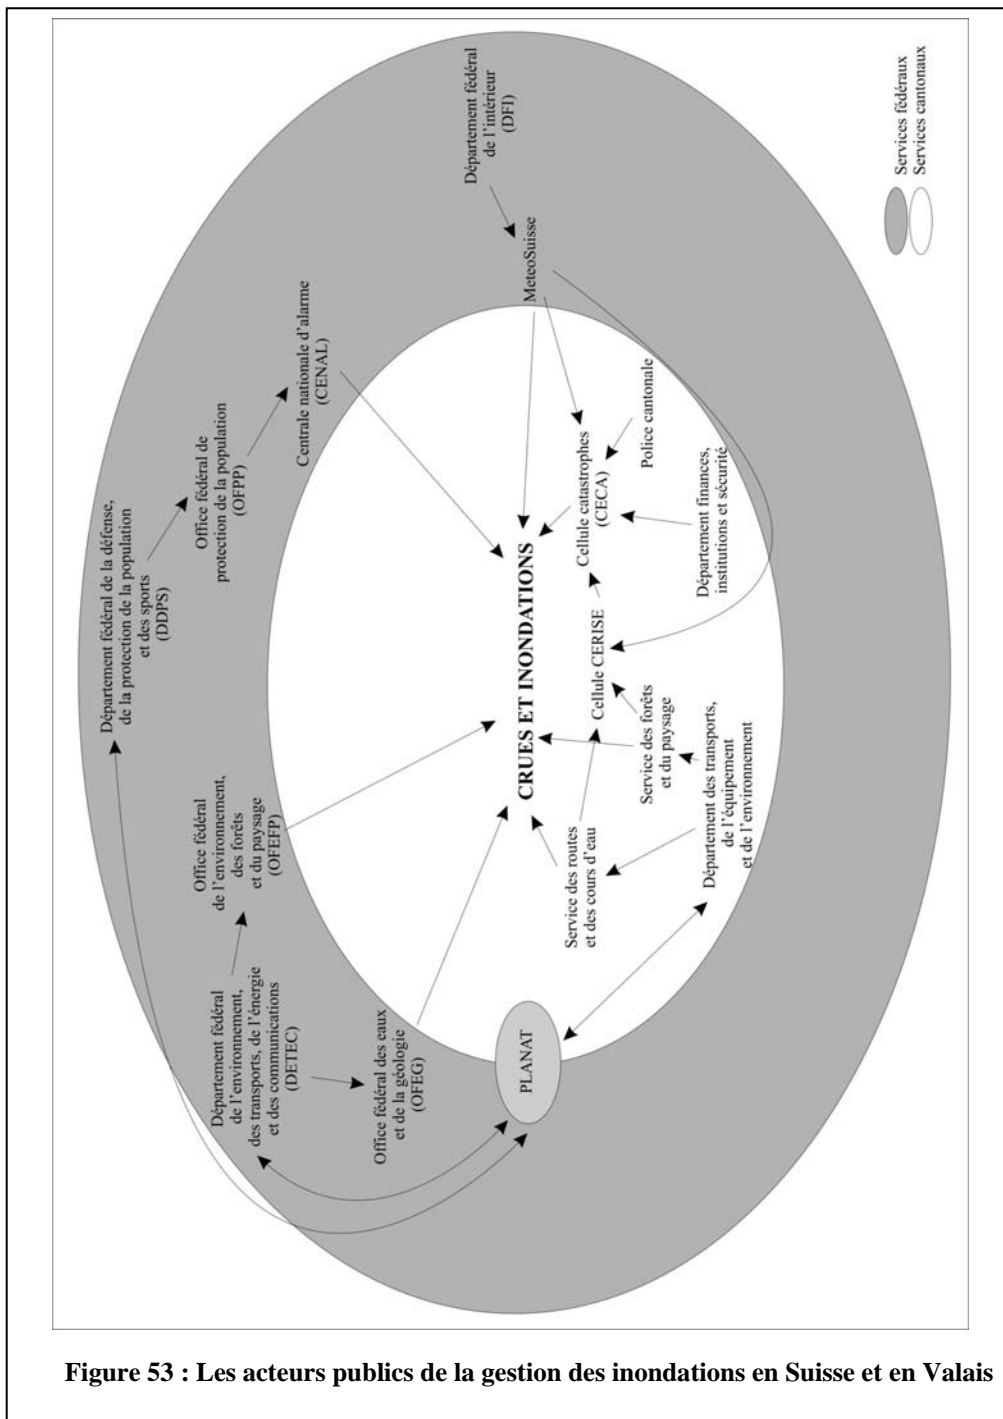 Département fédéral de la défense,
de la protection de la population
et des sports
(DDPS)
Office fédéral de
protection de la population
(OFPP)
Centrale nationale d'alarme
(CENAL)
Département fédéral
de l'intérieur
(DFI)
MeteoSuisse
Office fédéral
de l'environnement,
des forêts
et du paysage
(OFEFP)
Département fédéral
de l'environnement,
des transports, de l'énergie
et des communications
(DETEC)
Office fédéral des eaux
et de la géologie
(OFEG)
PLANAT
CRUES ET INONDATIONS
Cellule catastrophes
(CECA)
Police cantonale
Cellule CERISE
Département finances,
institutions et sécurité
Service des routes
et des cours d'eau
Service des forêts
et du paysage
Département des transports,
de l'équipement
et de l'environnement
Services fédéraux
Services cantonaux
Figure 53 : Les acteurs publics de la gestion des inondations en Suisse et en Valais